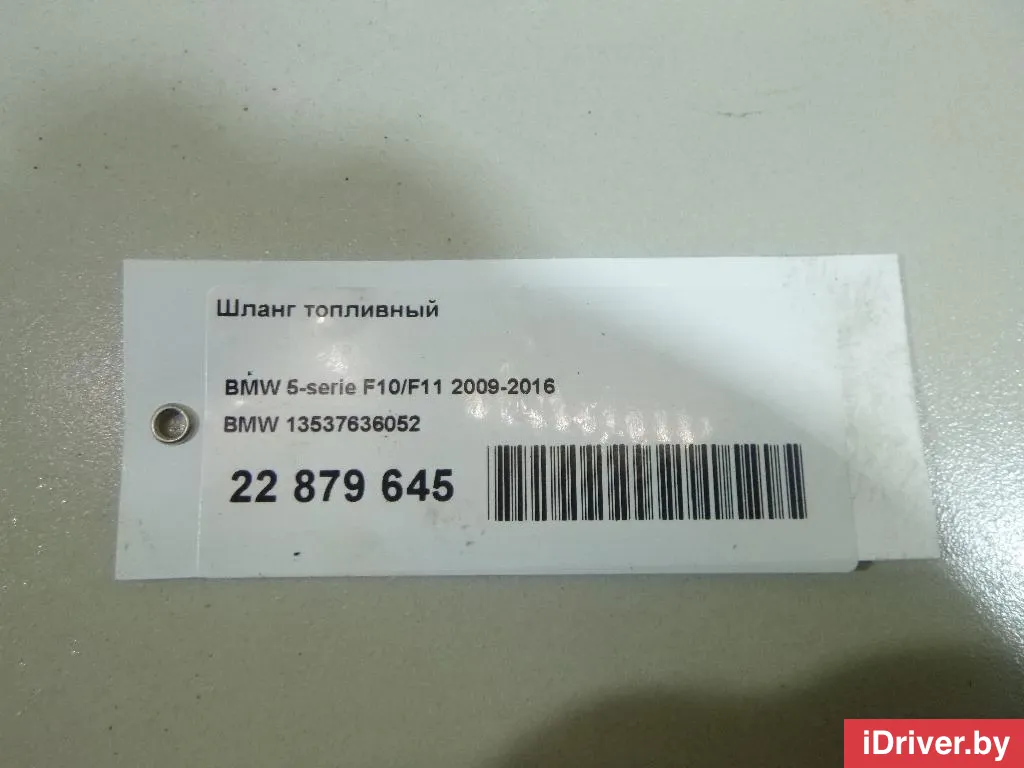 Шланг топливный
BMW 5-serie F10/F11 2009-2016
BMW 13537636052
22 879 645
iDriver.by